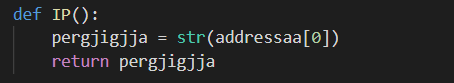 def IP():
    pergjigjja = str(addressaa[0])
    return pergjigjja